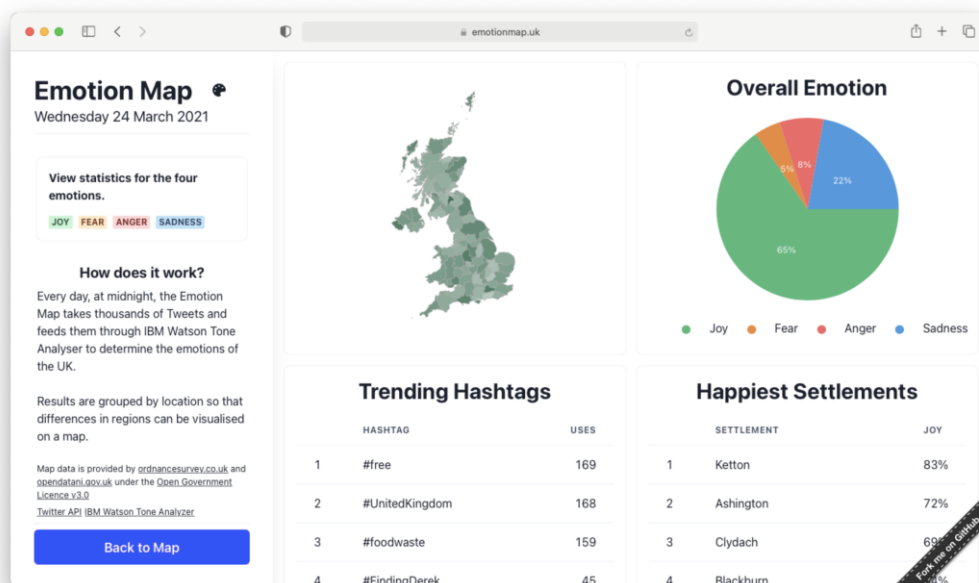 emotionmap.uk
Emotion Map
Wednesday 24 March 2021
View statistics for the four
emotions.
JOY FEAR ANGER SADNESS
How does it work?
Every day, at midnight, the Emotion
Map takes thousands of Tweets and
feeds them through IBM Watson Tone
Analyser to determine the emotions of
the UK.
Results are grouped by location so that
differences in regions can be visualised
on a map.
Map data is provided by ordnancesurvey.co.uk and
opendatani.gov.uk under the Open Government
Licence v3.0
Twitter API IBM Watson Tone Analyzer
Back to Map
Overall Emotion
5% 8%
22%
65%
Joy Fear Anger Sadness
Trending Hashtags
HASHTAG USES
1 #free 169
2 #UnitedKingdom 168
3 #foodwaste 159
4 #FindingDerek 45
Happiest Settlements
SETTLEMENT JOY
1 Ketton 83%
2 Ashington 72%
3 Clydach
4 Blackburn
Fork me on GitHub